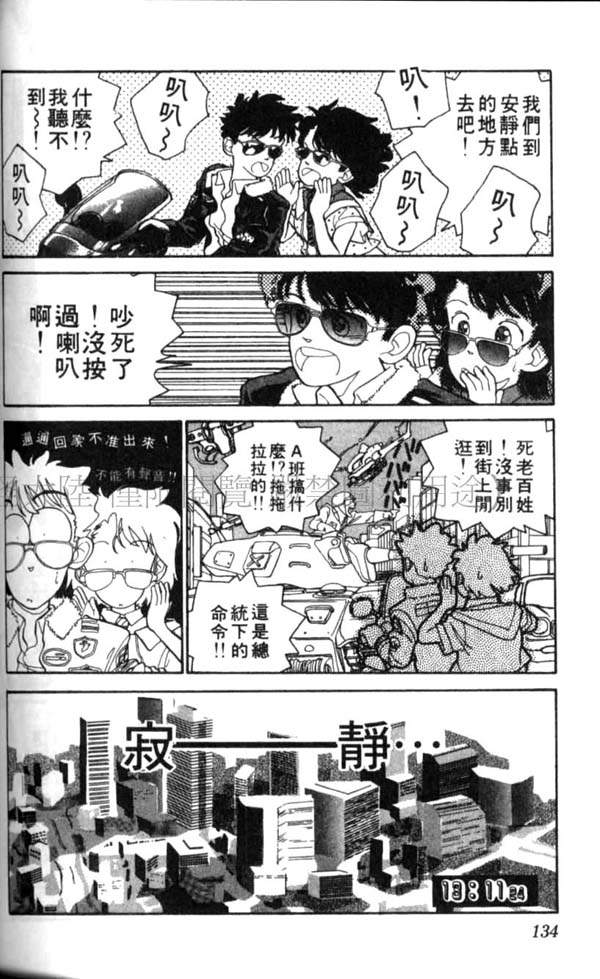 我們到
安靜點
的地方
去吧！
叭！
叭叭～
叭叭～
叭叭～
叭叭～
什麼!?
我聽不
到～！
吵死了
！沒按
過喇叭
啊！
死老百姓
！沒事別
到街上閒
逛！
A班搞什
麼!?拖拖
拉拉的!!
這是總
統下的
命令!!
通通回家不准出來！
不能有聲音!!
寂——靜…
13:11 24
134